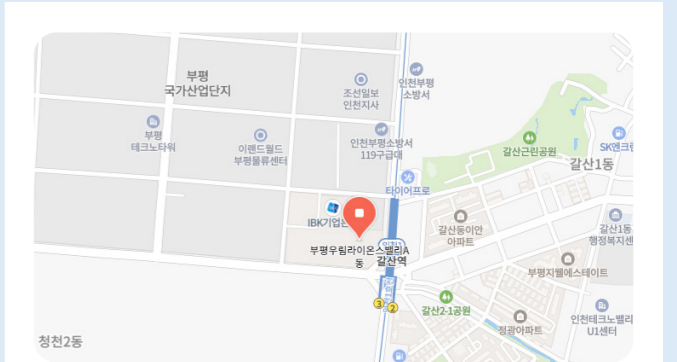 부평
국가산업단지
조선일보
인천지사
인천부평
소방서
부평
테크노타워
이랜드월드
부평물류센터
인천부평소방서
119구급대
갈산근린공원
SK엔크린
갈산1동
타이어프로
IBK기업은
갈산동이안
아파트
갈산1동
행정복지센
부평우림라이온스밸리A
동
인천1
갈산역
부평지웰에스테이트
3
2
갈산2-1공원
정광아파트
인천테크노밸리
U1센터
청천2동